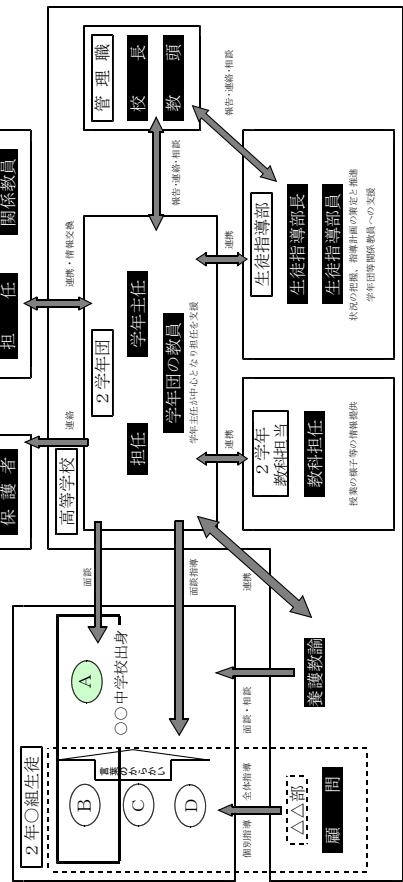 ２年○組生徒
B
C
D
A
言葉のからかい
○○中学校出身
個別指導　全体指導
△△部
顧　問
面談・相談
養護教諭
連携
面談
面談指導
保護者
連絡
高等学校
担　任
関係教員
連携・情報交換
２学年団
担任
学年主任
学年団の教員
学年主任が中心となり担任を支援
連携
２学年
教科担当
教科担任
授業の様子等の情報提供
連携
生徒指導部
生徒指導部長
生徒指導部員
状況の把握、指導計画の策定と推進
学年団等関係教員への支援
報告・連絡・相談
管理職
校　長
教　頭
報告・連絡・相談